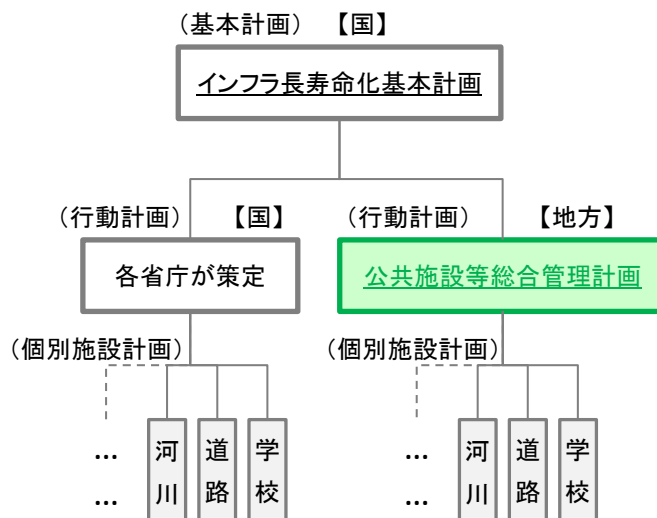 （基本計画） 【国】
インフラ長寿命化基本計画
（行動計画） 【国】 （行動計画） 【地方】
各省庁が策定 公共施設等総合管理計画
（個別施設計画） （個別施設計画）
… 河 道 学 … 河 道 学
… 川 路 校 … 川 路 校